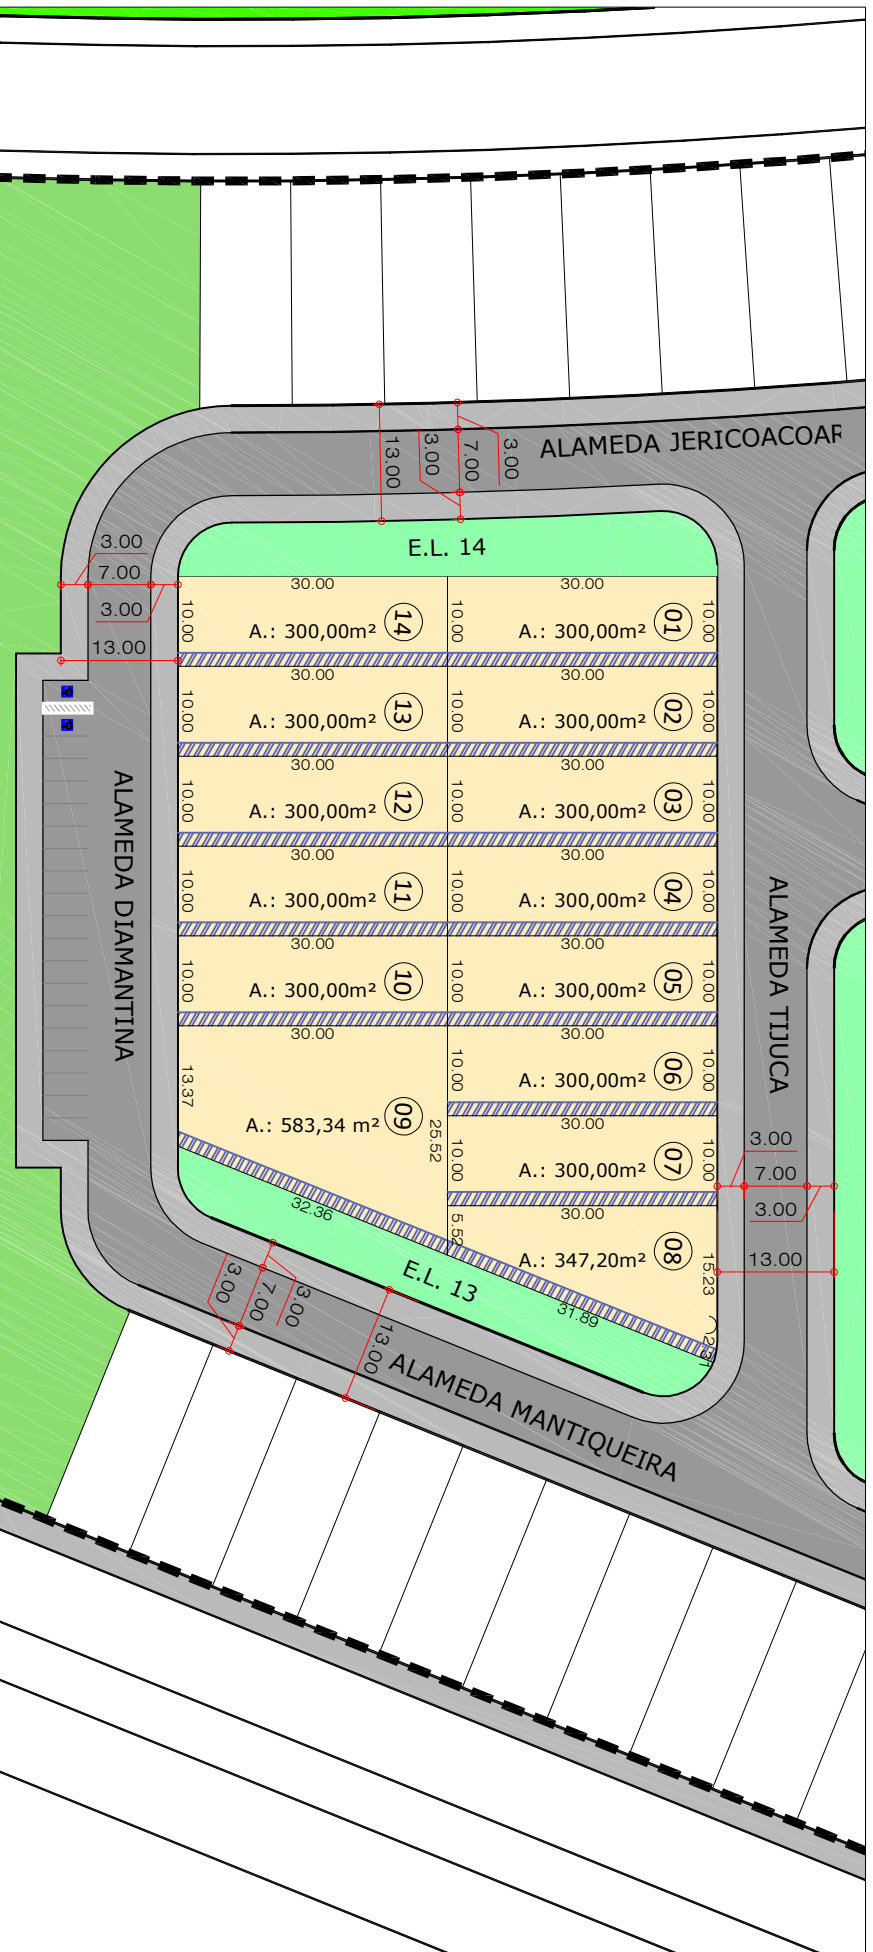 ALAMEDA JERICOACOAR
3.00
7.00
3.00
13.00
E.L. 14
3.00
7.00
3.00
13.00
30.00
30.00
10.00
A.: 300,00m² 14
10.00
A.: 300,00m² 01
10.00
30.00
30.00
10.00
A.: 300,00m² 13
10.00
A.: 300,00m² 02
10.00
30.00
30.00
10.00
A.: 300,00m² 12
10.00
A.: 300,00m² 03
10.00
30.00
30.00
10.00
A.: 300,00m² 11
10.00
A.: 300,00m² 04
10.00
30.00
30.00
10.00
A.: 300,00m² 10
10.00
A.: 300,00m² 05
10.00
30.00
30.00
10.00
A.: 300,00m² 06
10.00
13.37
A.: 583,34 m² 09
25.52
30.00
10.00
A.: 300,00m² 07
10.00
30.00
5.52
A.: 347,20m² 08
15.23
32.36
31.89
E.L. 13
ALAMEDA DIAMANTINA
ALAMEDA TIJUCA
3.00
7.00
3.00
13.00
3.00
7.00
3.00
13.00
ALAMEDA MANTIQUEIRA